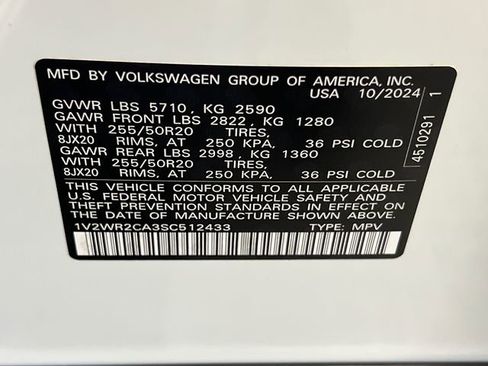 MFD BY VOLKSWAGEN GROUP OF AMERICA, INC.
USA 10/2024
GVWR LBS 5710, KG 2590
GAWR FRONT LBS 2822, KG 1280
WITH 255/50R20 TIRES,
8JX20 RIMS, AT 250 KPA, 36 PSI COLD
GAWR REAR LBS 2998, KG 1360
WITH 255/50R20 TIRES,
8JX20 RIMS, AT 250 KPA, 36 PSI COLD
THIS VEHICLE CONFORMS TO ALL APPLICABLE
U.S. FEDERAL MOTOR VEHICLE SAFETY AND
THEFT PREVENTION STANDARDS IN EFFECT ON
THE DATE OF MANUFACTURE SHOWN ABOVE.
1V2WR2CA3SC512433 TYPE: MPV
4510291 1